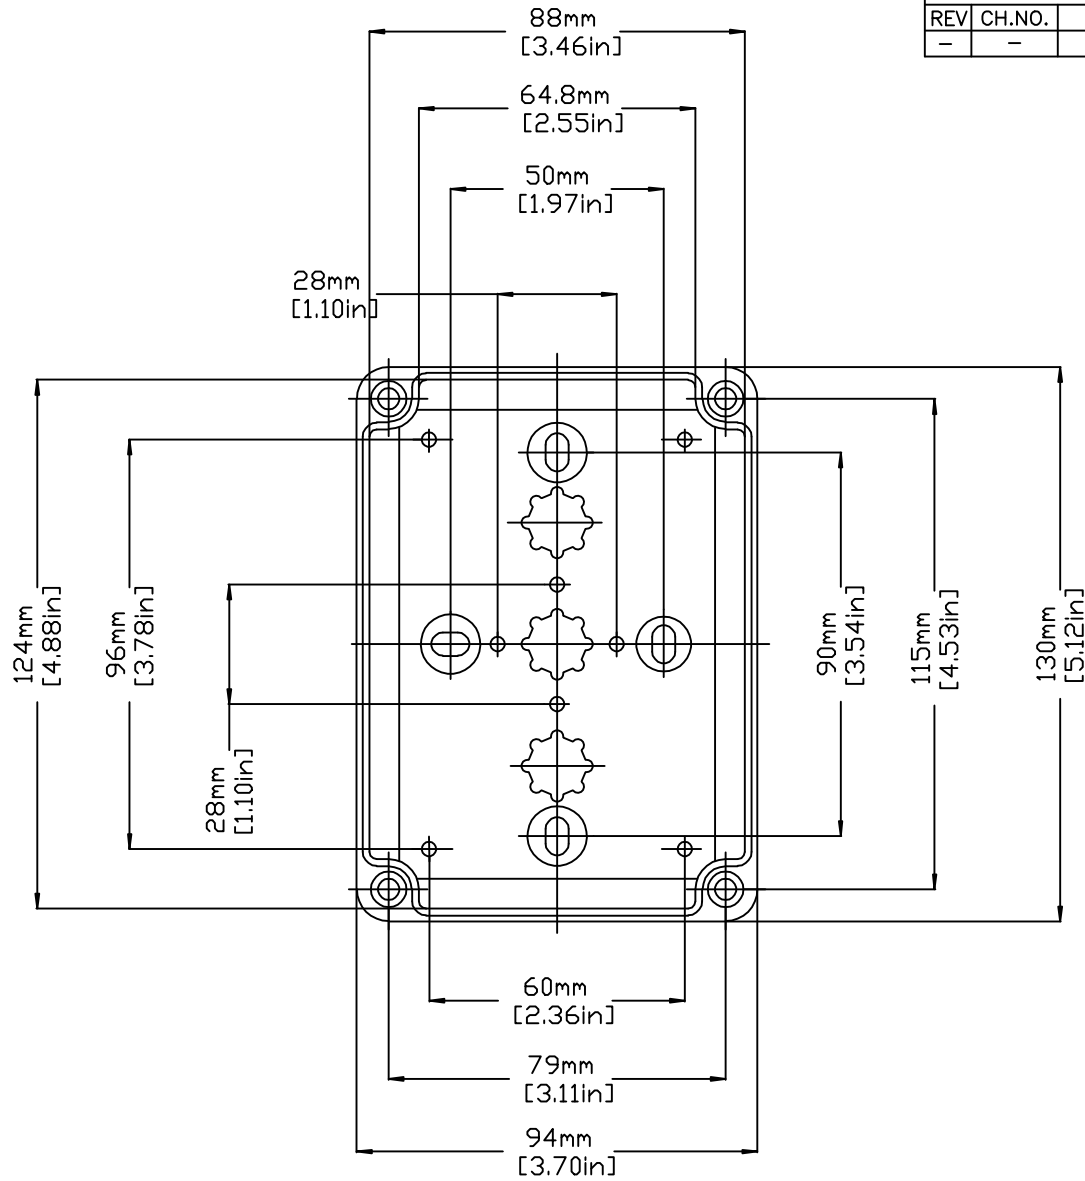 REV CH.NO.
– –
88mm
[3.46in]
64.8mm
[2.55in]
50mm
[1.97in]
28mm
[1.10in]
124mm
[4.88in]
96mm
[3.78in]
28mm
[1.10in]
90mm
[3.54in]
115mm
[4.53in]
130mm
[5.12in]
60mm
[2.36in]
79mm
[3.11in]
94mm
[3.70in]